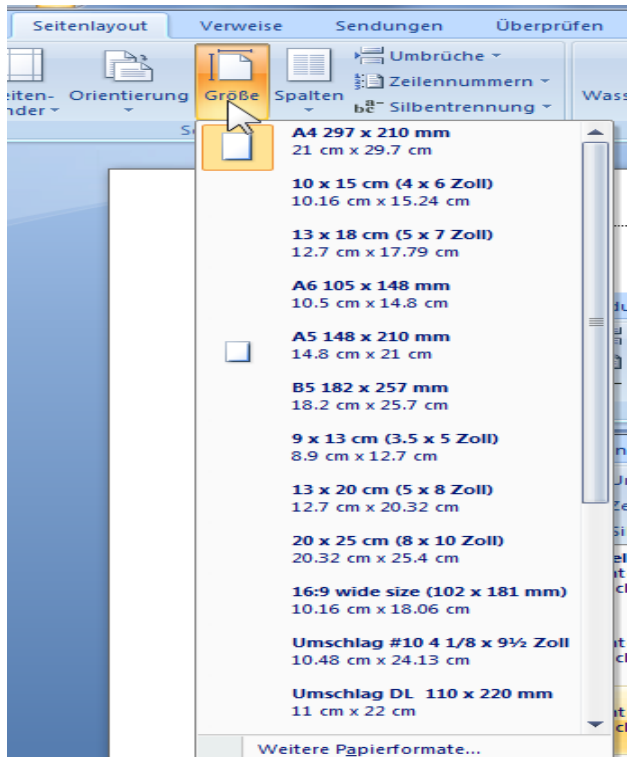 Seitenlayout Verweise Sendungen Überprüfen
Umbrüche
Orientierung Größe Spalten Zeilennummern
Silbentrennung
A4 297 x 210 mm
21 cm x 29.7 cm
10 x 15 cm (4 x 6 Zoll)
10.16 cm x 15.24 cm
13 x 18 cm (5 x 7 Zoll)
12.7 cm x 17.79 cm
A6 105 x 148 mm
10.5 cm x 14.8 cm
A5 148 x 210 mm
14.8 cm x 21 cm
B5 182 x 257 mm
18.2 cm x 25.7 cm
9 x 13 cm (3.5 x 5 Zoll)
8.9 cm x 12.7 cm
13 x 20 cm (5 x 8 Zoll)
12.7 cm x 20.32 cm
20 x 25 cm (8 x 10 Zoll)
20.32 cm x 25.4 cm
16:9 wide size (102 x 181 mm)
10.16 cm x 18.06 cm
Umschlag #10 4 1/8 x 9½ Zoll
10.48 cm x 24.13 cm
Umschlag DL 110 x 220 mm
11 cm x 22 cm
Weitere Papierformate...